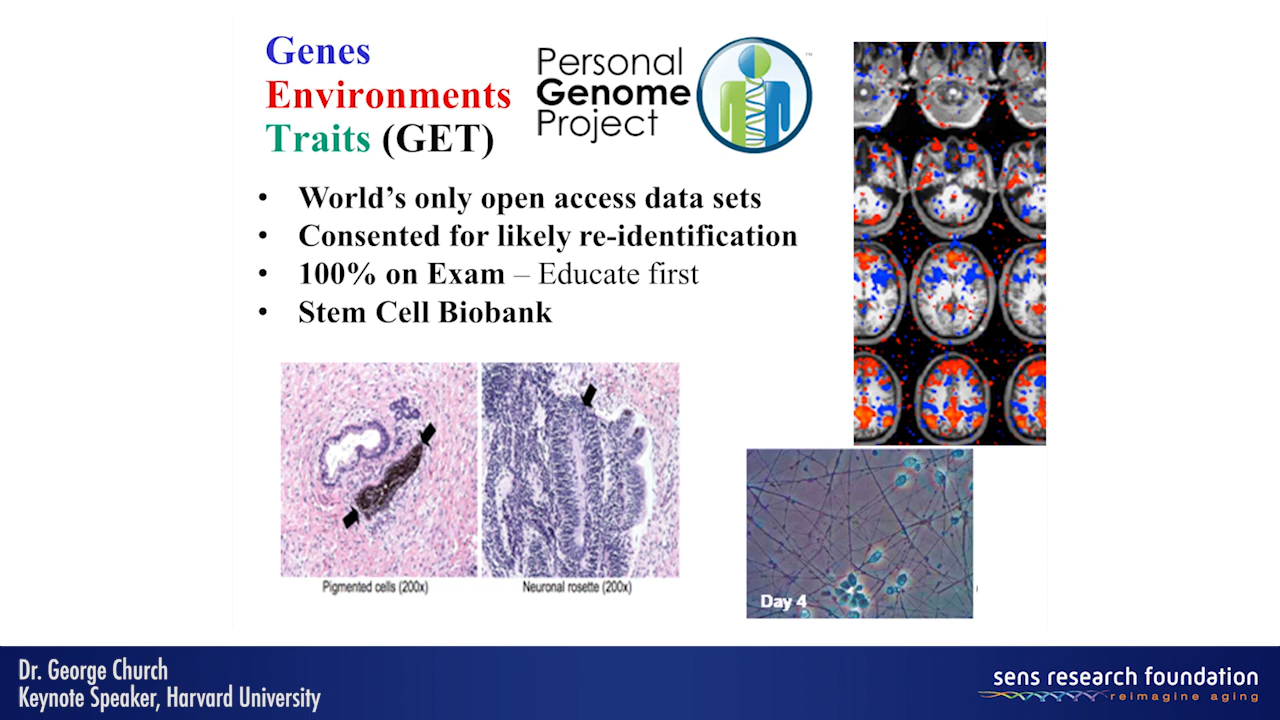 Genes
Environments
Traits (GET)
Personal
Genome
Project
™
• World’s only open access data sets
• Consented for likely re-identification
• 100% on Exam – Educate first
• Stem Cell Biobank
Pigmented cells (200x)
Neuronal rosette (200x)
Day 4
Dr. George Church
Keynote Speaker, Harvard University
sens research foundation
reimagine aging